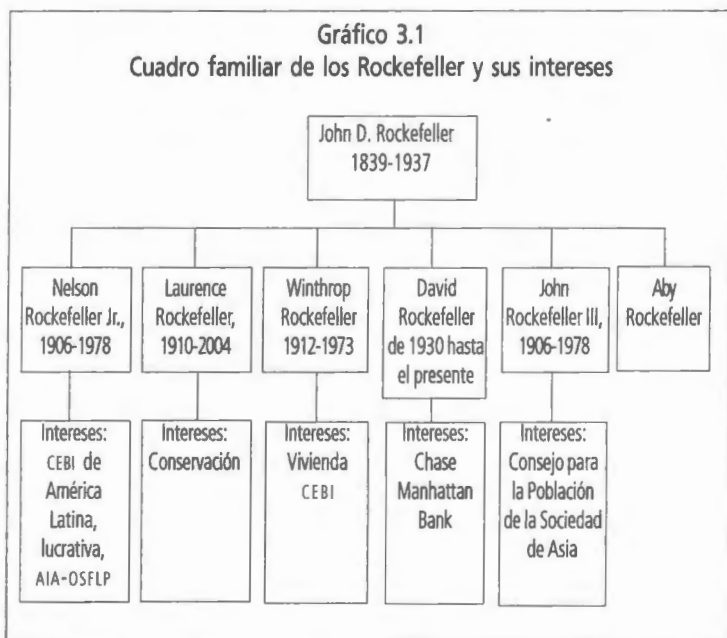 Gráfico 3.1
Cuadro familiar de los Rockefeller y sus intereses
John D. Rockefeller
1839-1937
Nelson
Rockefeller Jr.,
1906-1978
Laurence
Rockefeller,
1910-2004
Winthrop
Rockefeller
1912-1973
David
Rockefeller
de 1930 hasta
el presente
John
Rockefeller III,
1906-1978
Aby
Rockefeller
Intereses:
CEBI de
América
Latina,
lucrativa,
AIA-OSFLP
Intereses:
Conservación
Intereses:
Vivienda
CEBI
Intereses:
Chase
Manhattan
Bank
Intereses:
Consejo para
la Población
de la Sociedad
de Asia